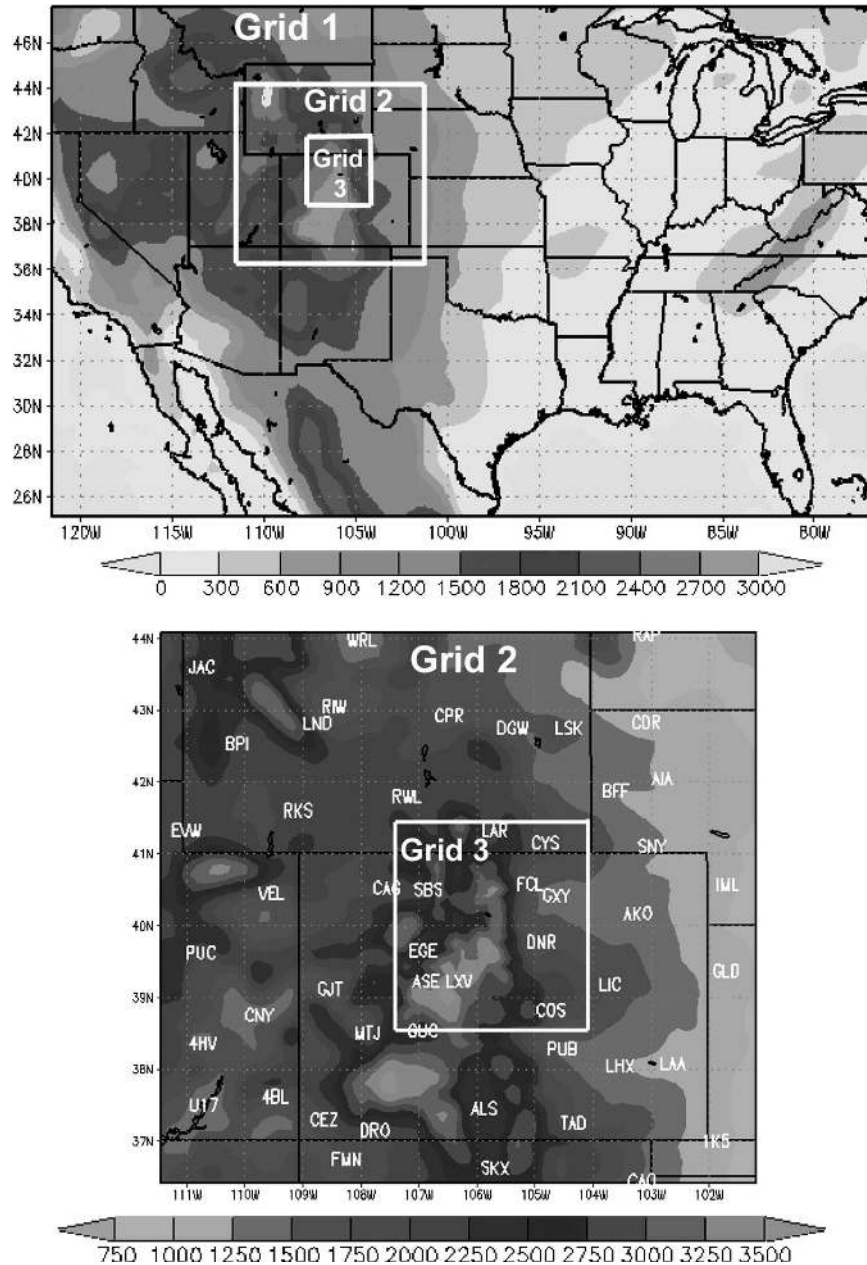 Grid 1
46N
44N
Grid 2
42N
Grid
3
40N
38N
36N
34N
32N
30N
28N
26N
120W 115W 110W 105W 100W 95W 90W 85W 80W
0 300 600 900 1200 1500 1800 2100 2400 2700 3000
44N WRL RAP
Grid 2
JAC
43N RIW LND CPR DGW LSK CDR
BPI
42N RWL BFF AIA
RKS
EVW LAR CYS SNY
41N Grid 3
VEL CAG SBS FCL GXY IML
40N AKO
PUC EGE DNR GLD
GJT ASE LXV LIC
39N CNY COS
4HV MTJ GUC PUB
38N LHX LAA
U17 4BL CEZ ALS TAD
37N DRO 1K5
FMN SKX CAO
111W 110W 109W 108W 107W 106W 105W 104W 103W 102W
750 1000 1250 1500 1750 2000 2250 2500 2750 3000 3250 3500